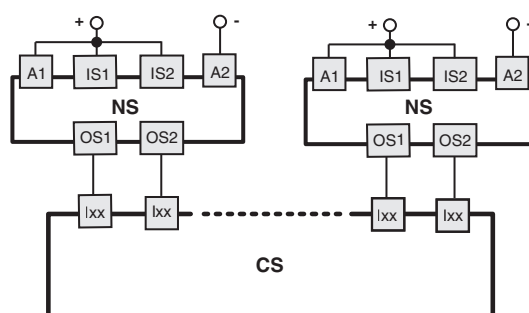 + - + -
A1 IS1 IS2 A2 A1 IS1 IS2 A2
NS NS
OS1 OS2 OS1 OS2
Ixx Ixx Ixx Ixx
CS